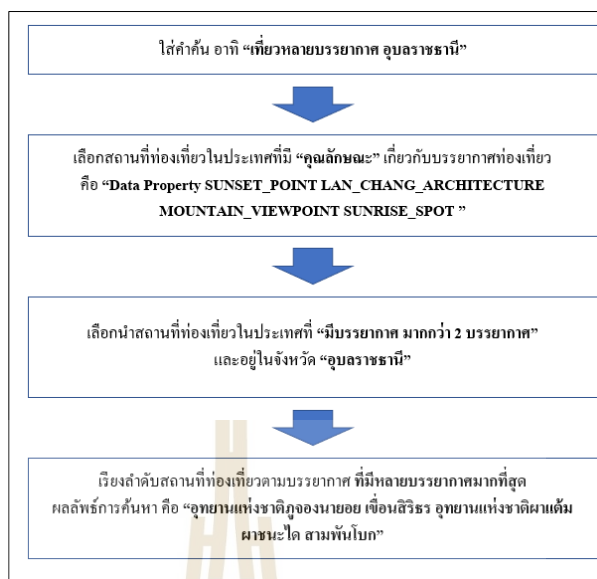 ใส่คำค้น อาทิ “เที่ยวหลายบรรยากาศ อุบลราชธานี”
เลือกสถานที่ท่องเที่ยวในประเทศที่มี “คุณลักษณะ” เกี่ยวกับบรรยากาศท่องเที่ยว
คือ “Data Property SUNSET_POINT LAN_CHANG_ARCHITECTURE
MOUNTAIN_VIEWPOINT SUNRISE_SPOT ”
เลือกนำสถานที่ท่องเที่ยวในประเทศที่ “มีบรรยากาศ มากกว่า 2 บรรยากาศ”
และอยู่ในจังหวัด “อุบลราชธานี”
เรียงลำดับสถานที่ท่องเที่ยวตามบรรยากาศ ที่มีหลายบรรยากาศมากที่สุด
ผลลัพธ์การค้นหา คือ “อุทยานแห่งชาติภูจองนายอย เขื่อนสิริธร อุทยานแห่งชาติผาแต้ม
ผาชนะได สามพันโบก”